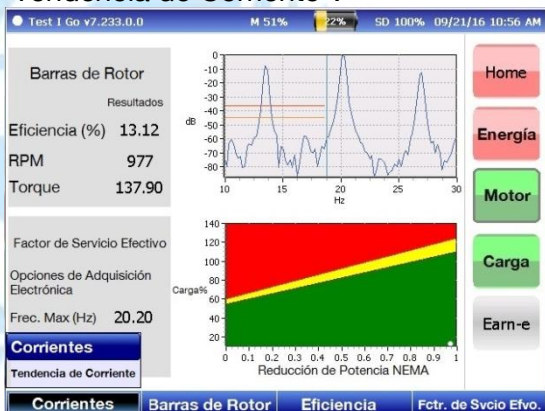 Tendencia de Corriente".
Test I Go v7.233.0.0 M 51% 22% SD 100% 09/21/16 10:56 AM
Barras de Rotor
Resultados
Eficiencia (%) 13.12
RPM 977
Torque 137.90
0
-10
-20
-30
-40
-50
-60
-70
-80
dB
10 15 20 25 30
Hz
Factor de Servicio Efectivo
Opciones de Adquisición
Electrónica
Frec. Max (Hz) 20.20
140
120
100
80
60
40
20
Carga%
0 0.1 0.2 0.3 0.4 0.5 0.6 0.7 0.8 0.9 1
Reducción de Potencia NEMA
Home
Energía
Motor
Carga
Earn-e
Corrientes
Tendencia de Corriente
Corrientes Barras de Rotor Eficiencia Fctr. de Svcio Efvo.